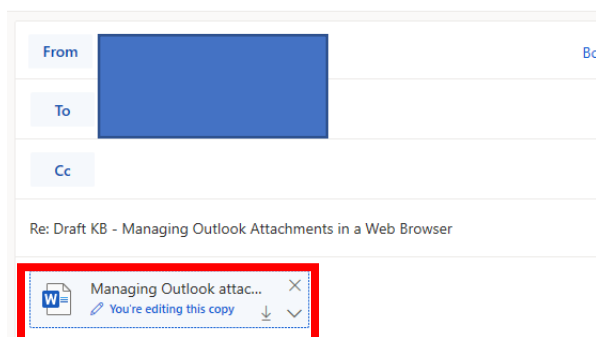 From
Bc
To
Cc
Re: Draft KB - Managing Outlook Attachments in a Web Browser
Managing Outlook attac...
W
You're editing this copy